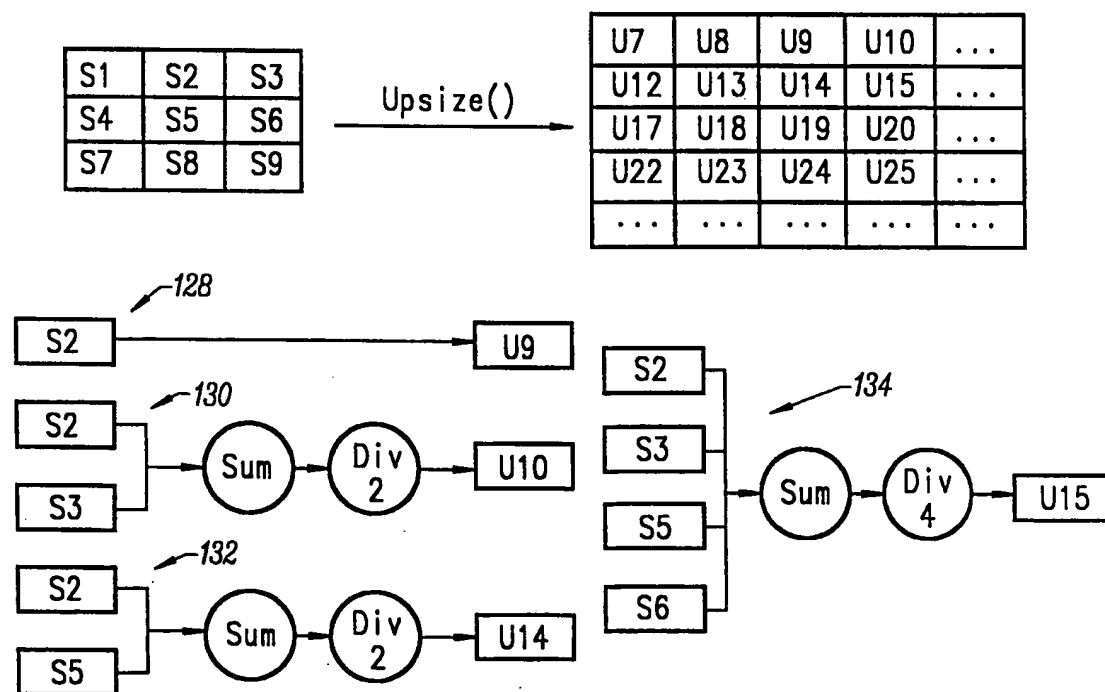 S1 S2 S3
S4 S5 S6
S7 S8 S9
Upsize()
U7 U8 U9 U10 ...
U12 U13 U14 U15 ...
U17 U18 U19 U20 ...
U22 U23 U24 U25 ...
... ... ... ... ...
128
S2 U9
130
S2
S3
Sum
Div
2
U10
132
S2
S5
Sum
Div
2
U14
134
S2
S3
S5
S6
Sum
Div
4
U15